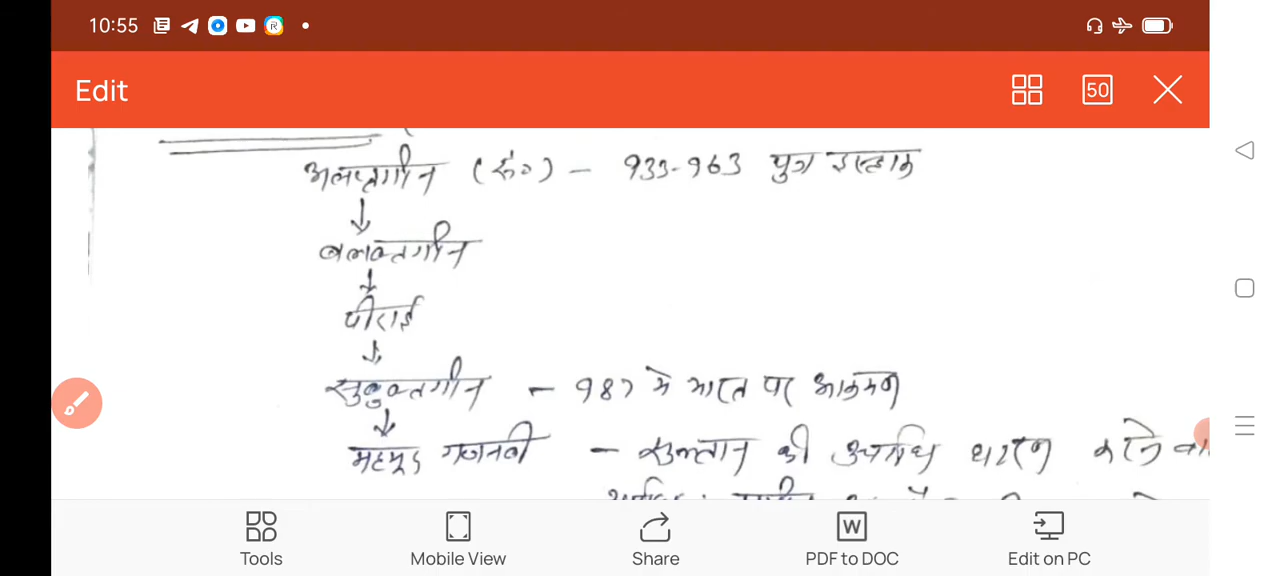 10:55
Edit
50
अलप्तगीन (सं०) – 933-963 पुत्र इस्हाक
↓
बलक्तगीन
↓
पीराई
↓
सुबुक्तगीन – 987 मे भारत पर आक्रमण
↓
महमूद गजनवी – सुल्तान की उपाधि धारण करने वा
Tools
Mobile View
Share
W
PDF to DOC
Edit on PC